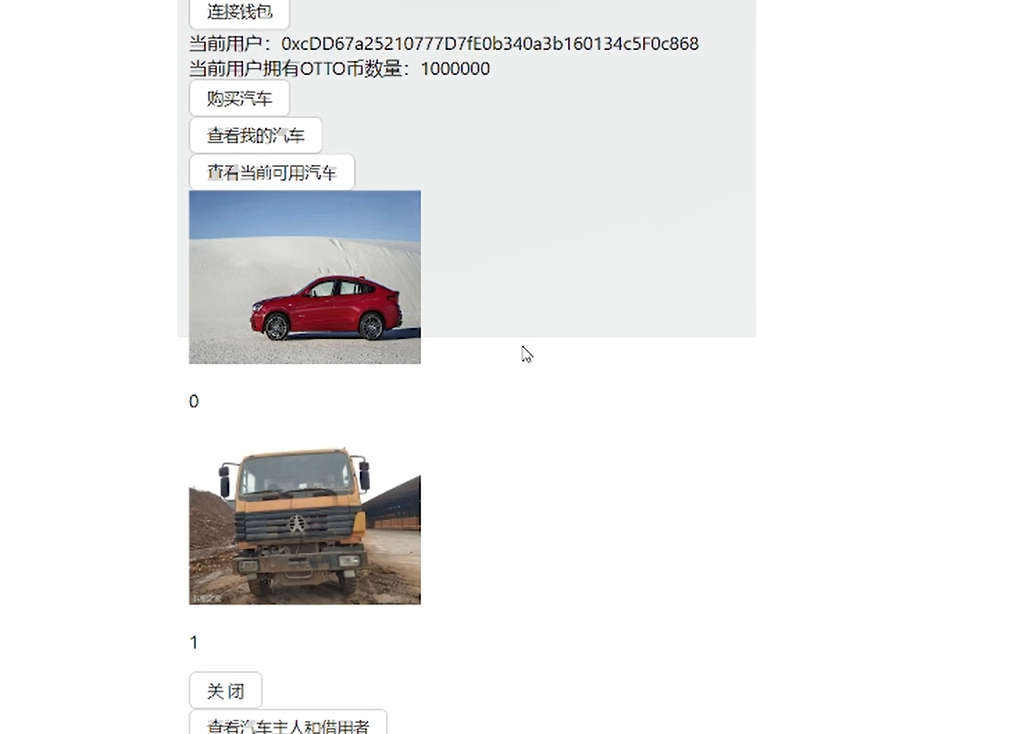 连接钱包
当前用户：0xcDD67a25210777D7fE0b340a3b160134c5F0c868
当前用户拥有OTTO币数量：1000000
购买汽车
查看我的汽车
查看当前可用汽车
0
1
关 闭
查看汽车主人和借用者